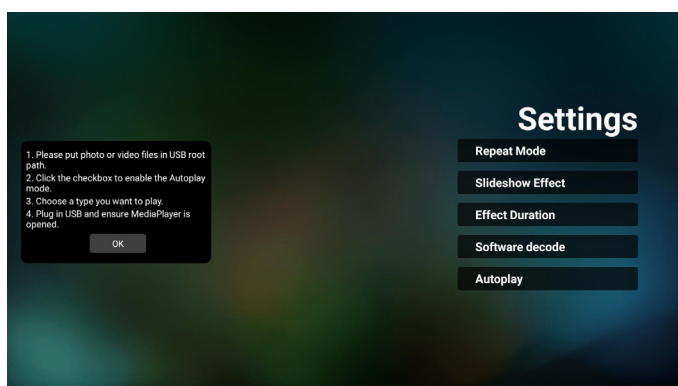 Settings
1. Please put photo or video files in USB root
path.
2. Click the checkbox to enable the Autoplay
mode.
3. Choose a type you want to play.
4. Plug in USB and ensure MediaPlayer is
opened.
OK
Repeat Mode
Slideshow Effect
Effect Duration
Software decode
Autoplay